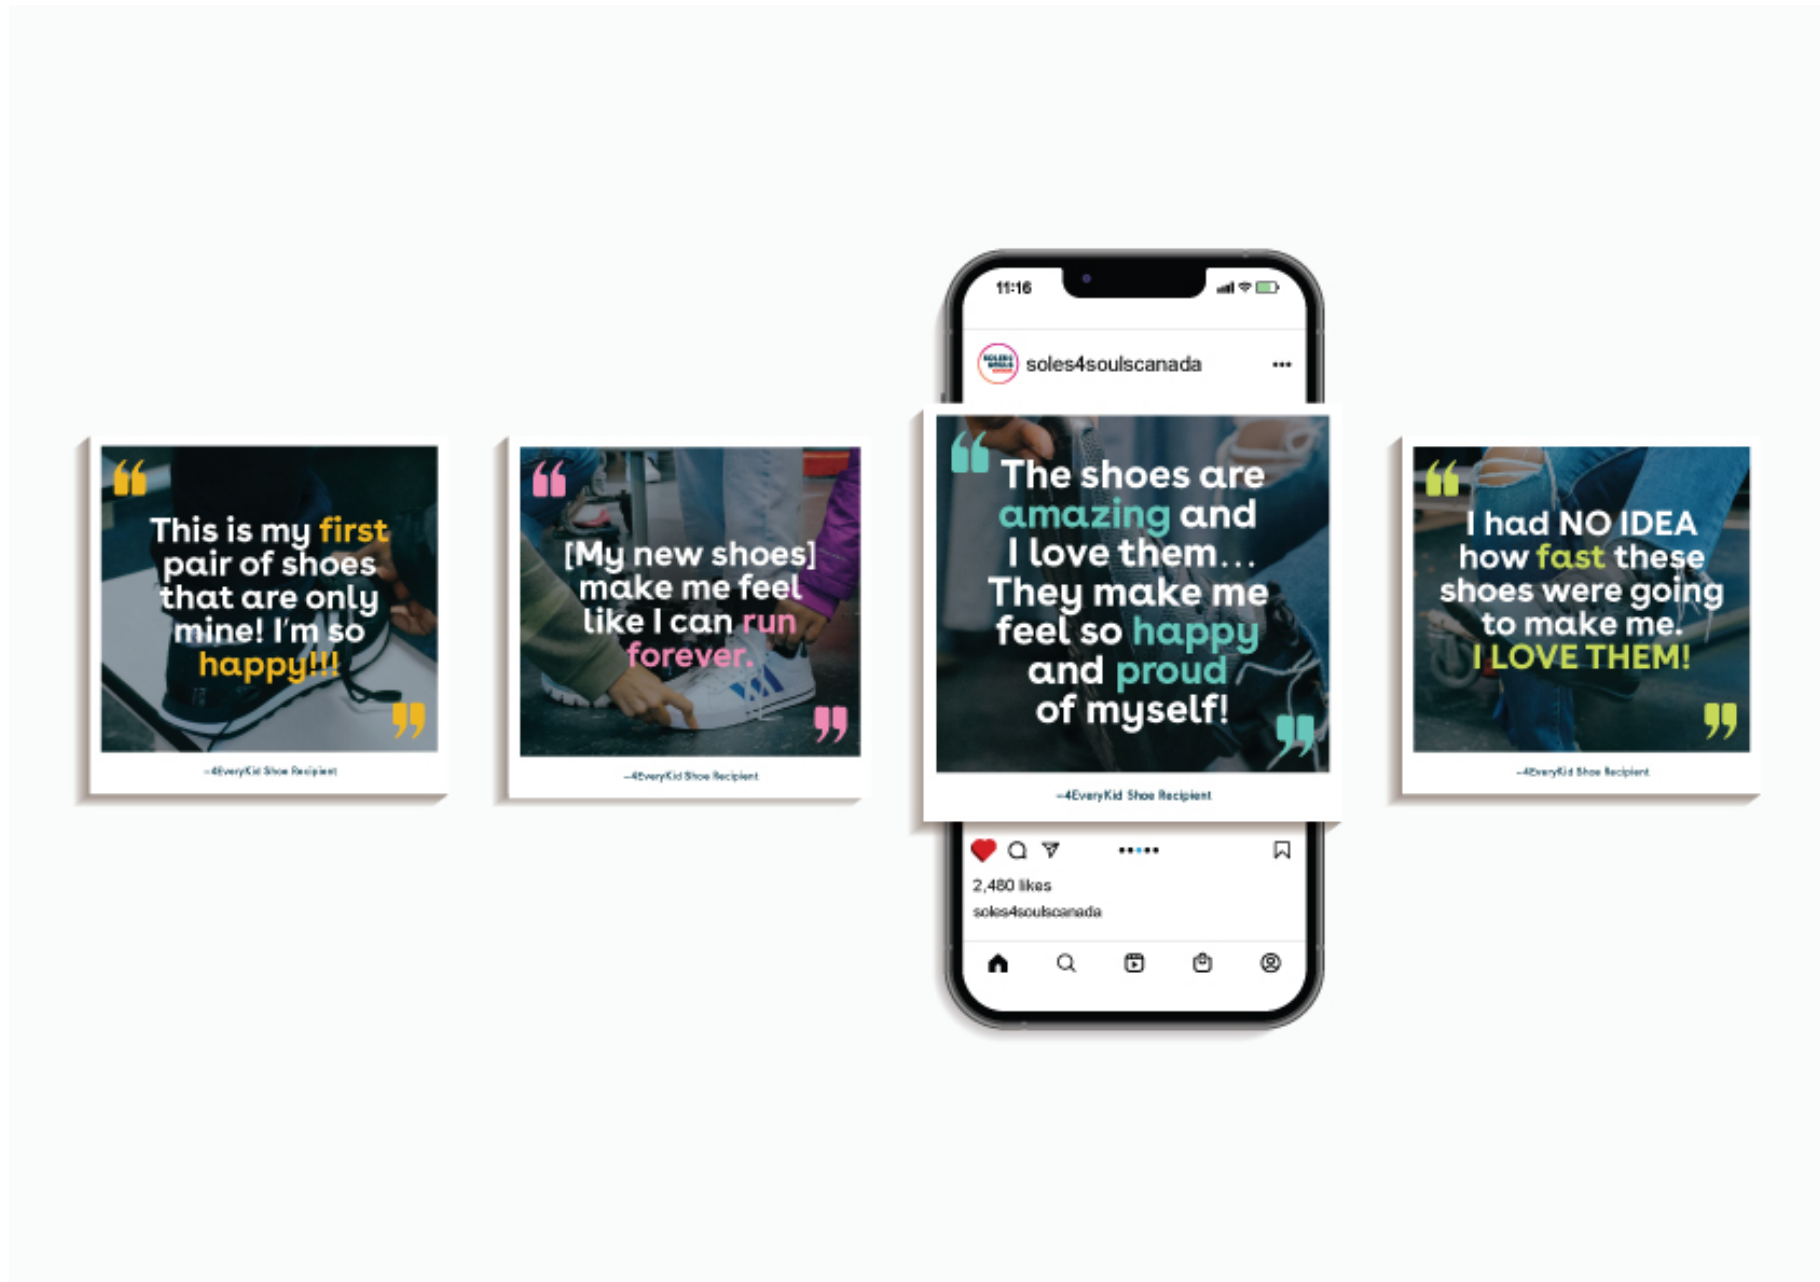 This is my first
pair of shoes
that are only
mine! I'm so
happy!!!
–4EveryKid Shoe Recipient
[My new shoes]
make me feel
like I can run
forever.
–4EveryKid Shoe Recipient
11:16
SOLES4
SOULS
soles4soulscanada
The shoes are
amazing and
I love them...
They make me
feel so happy
and proud
of myself!
–4EveryKid Shoe Recipient
2,480 likes
soles4soulscanada
I had NO IDEA
how fast these
shoes were going
to make me.
I LOVE THEM!
–4EveryKid Shoe Recipient